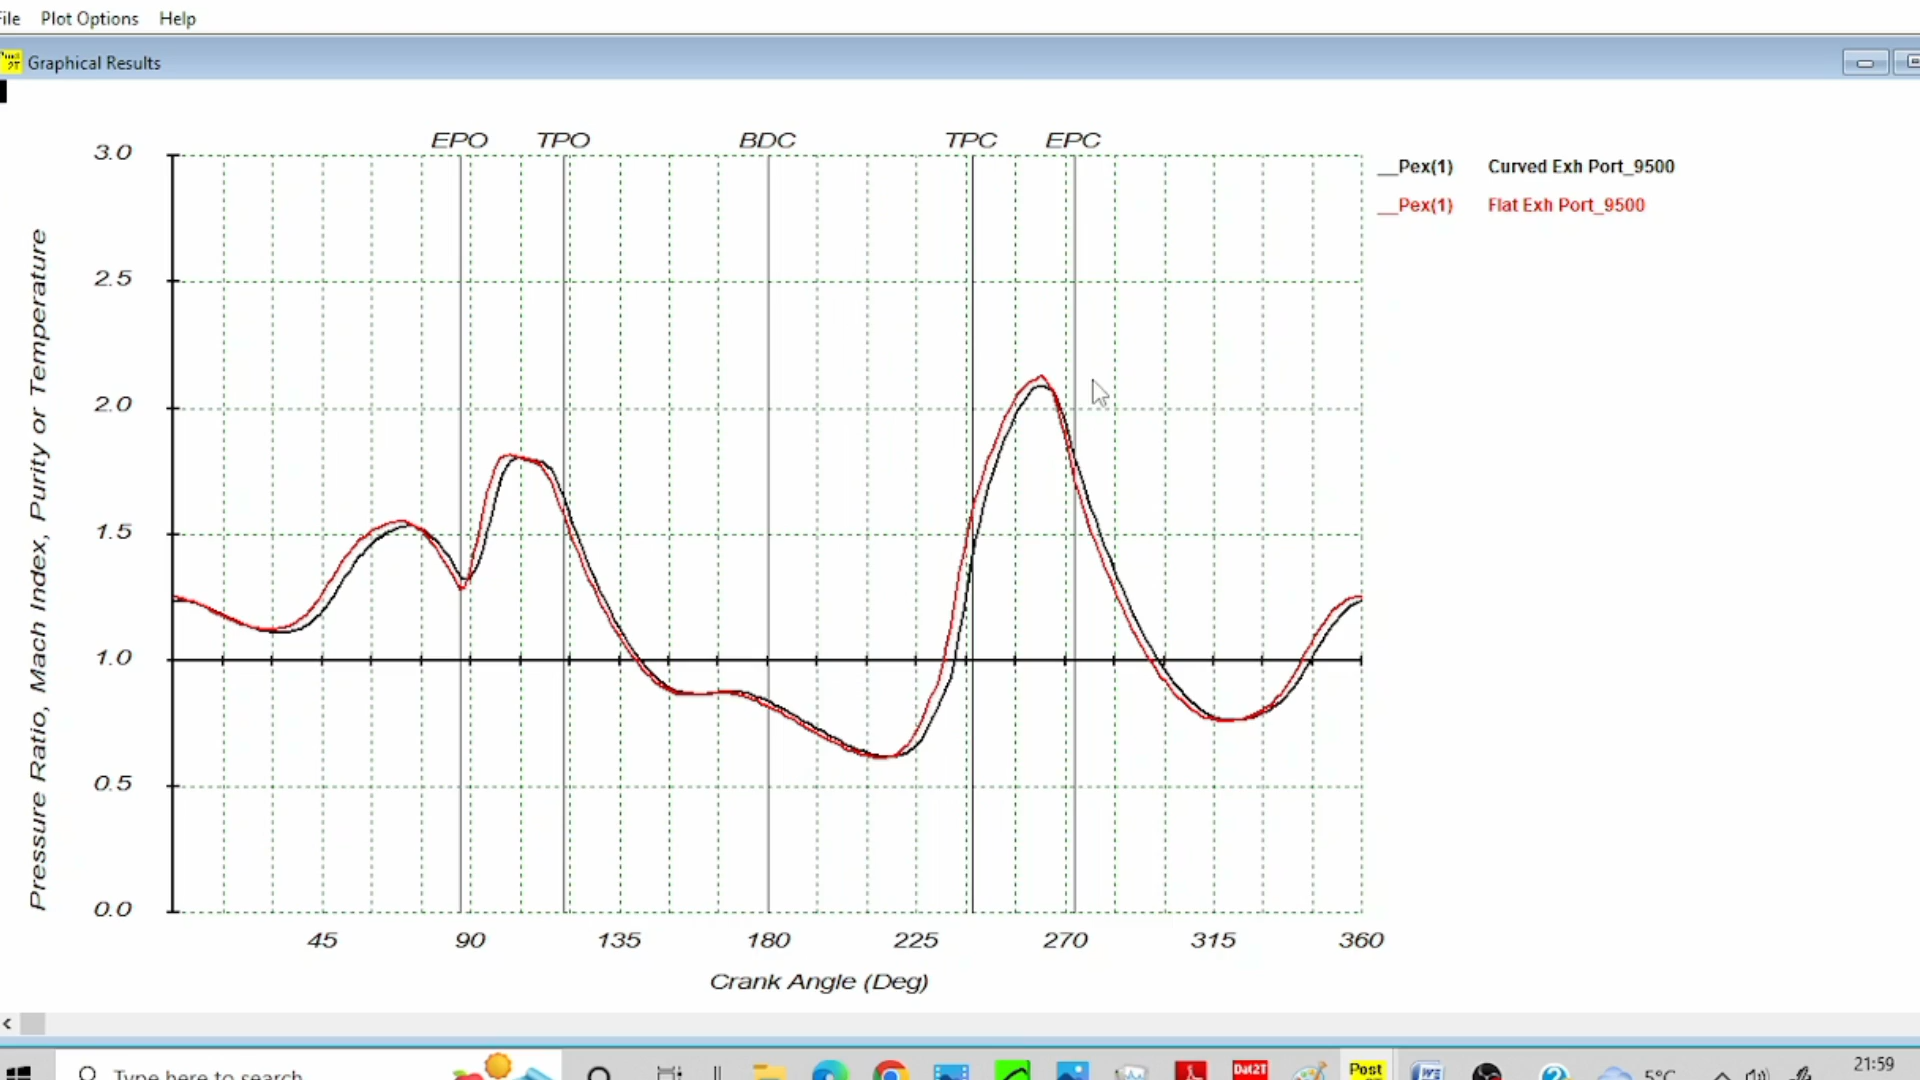 File Plot Options Help
Graphical Results
EPO TPO BDC TPC EPC
3.0
2.5
2.0
1.5
1.0
0.5
0.0
Pressure Ratio, Mach Index, Purity or Temperature
__Pex(1) Curved Exh Port_9500
__Pex(1) Flat Exh Port_9500
45 90 135 180 225 270 315 360
Crank Angle (Deg)
Type here to search
Dat2T
Post
5°C
21:59